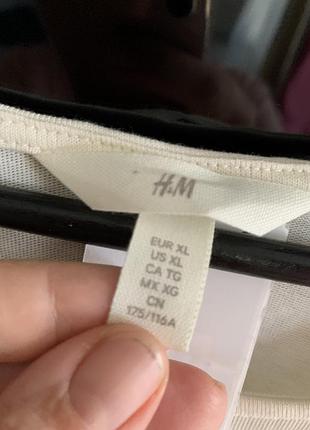 H&M
EUR XL
US XL
CA TG
MX XG
CN
175/116A